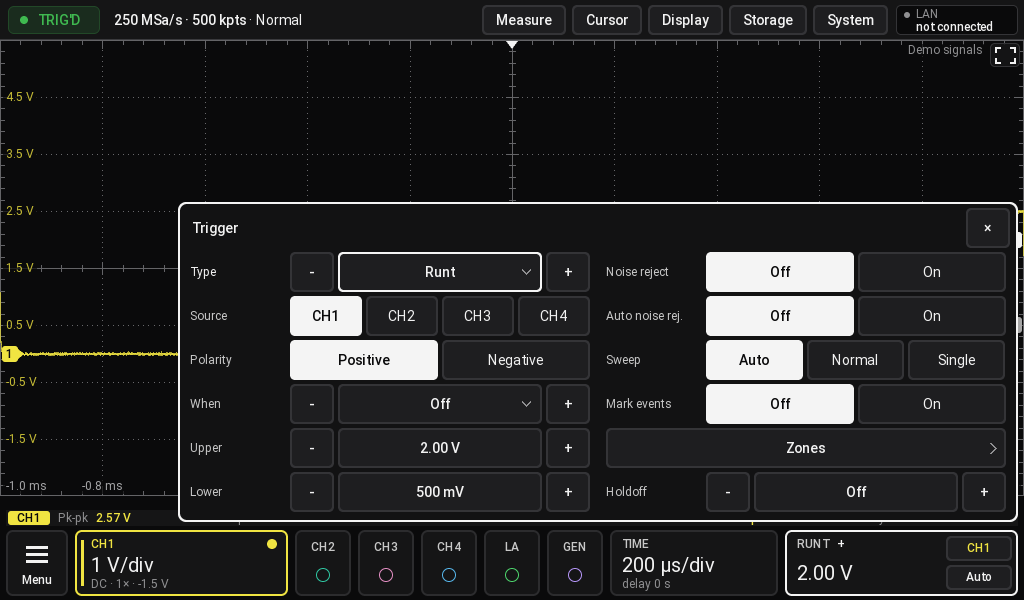 TRIG'D 250 MSa/s · 500 kpts · Normal Measure Cursor Display Storage System LAN not connected
Demo signals
4.5 V
3.5 V
2.5 V
1.5 V
0.5 V
1
-0.5 V
-1.5 V
-1.0 ms -0.8 ms
Trigger ×
Type - Runt + Noise reject Off On
Source CH1 CH2 CH3 CH4 Auto noise rej. Off On
Polarity Positive Negative Sweep Auto Normal Single
When - Off + Mark events Off On
Upper - 2.00 V + Zones
Lower - 500 mV + Holdoff - Off +
CH1 Pk-pk 2.57 V
Menu
CH1
1 V/div
DC · 1× · -1.5 V
CH2 CH3 CH4 LA GEN
TIME
200 µs/div
delay 0 s
RUNT + CH1
2.00 V Auto